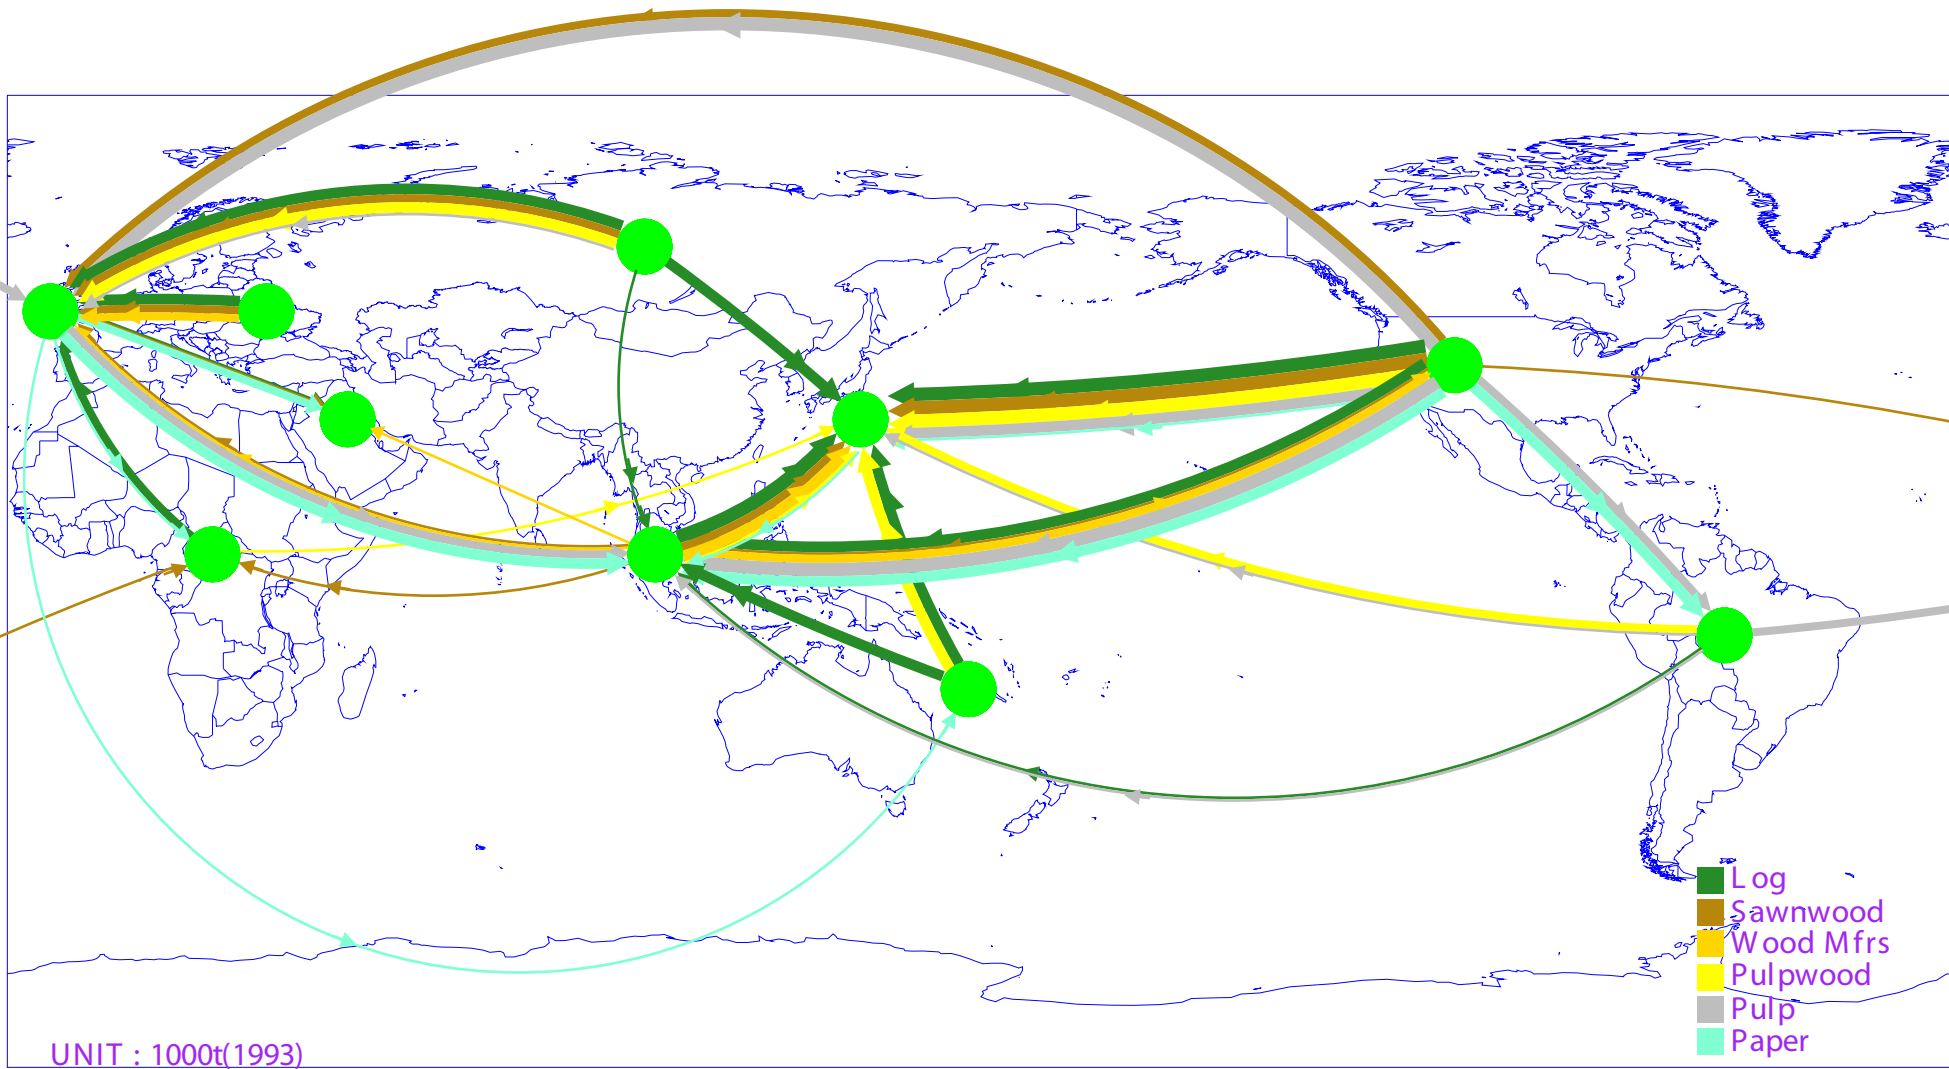 Log
Sawnwood
Wood Mfrs
Pulpwood
Pulp
Paper
UNIT : 1000t(1993)